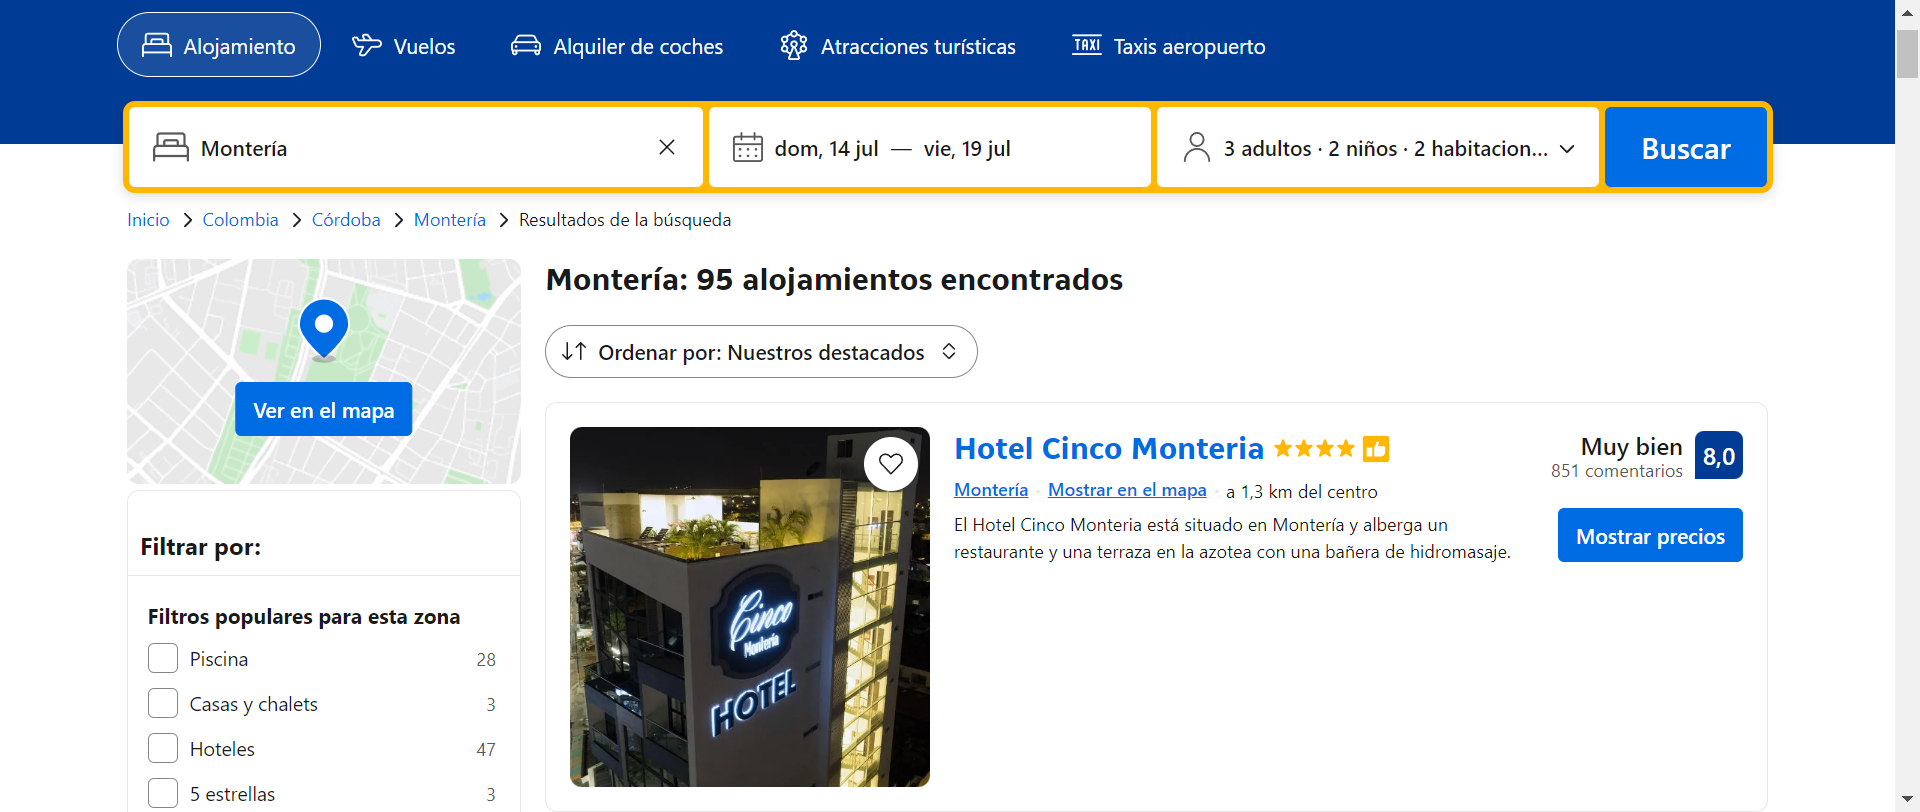 Alojamiento
Vuelos
Alquiler de coches
Atracciones turísticas
TAXI Taxis aeropuerto
Montería
dom, 14 jul — vie, 19 jul
3 adultos · 2 niños · 2 habitacion...
Buscar
Inicio > Colombia > Córdoba > Montería > Resultados de la búsqueda
Ver en el mapa
Montería: 95 alojamientos encontrados
Ordenar por: Nuestros destacados
Filtrar por:
Filtros populares para esta zona
Piscina 28
Casas y chalets 3
Hoteles 47
5 estrellas 3
Cinco
Montería
HOTEL
Hotel Cinco Monteria
Montería · Mostrar en el mapa · a 1,3 km del centro
El Hotel Cinco Monteria está situado en Montería y alberga un
restaurante y una terraza en la azotea con una bañera de hidromasaje.
Muy bien 8,0
851 comentarios
Mostrar precios